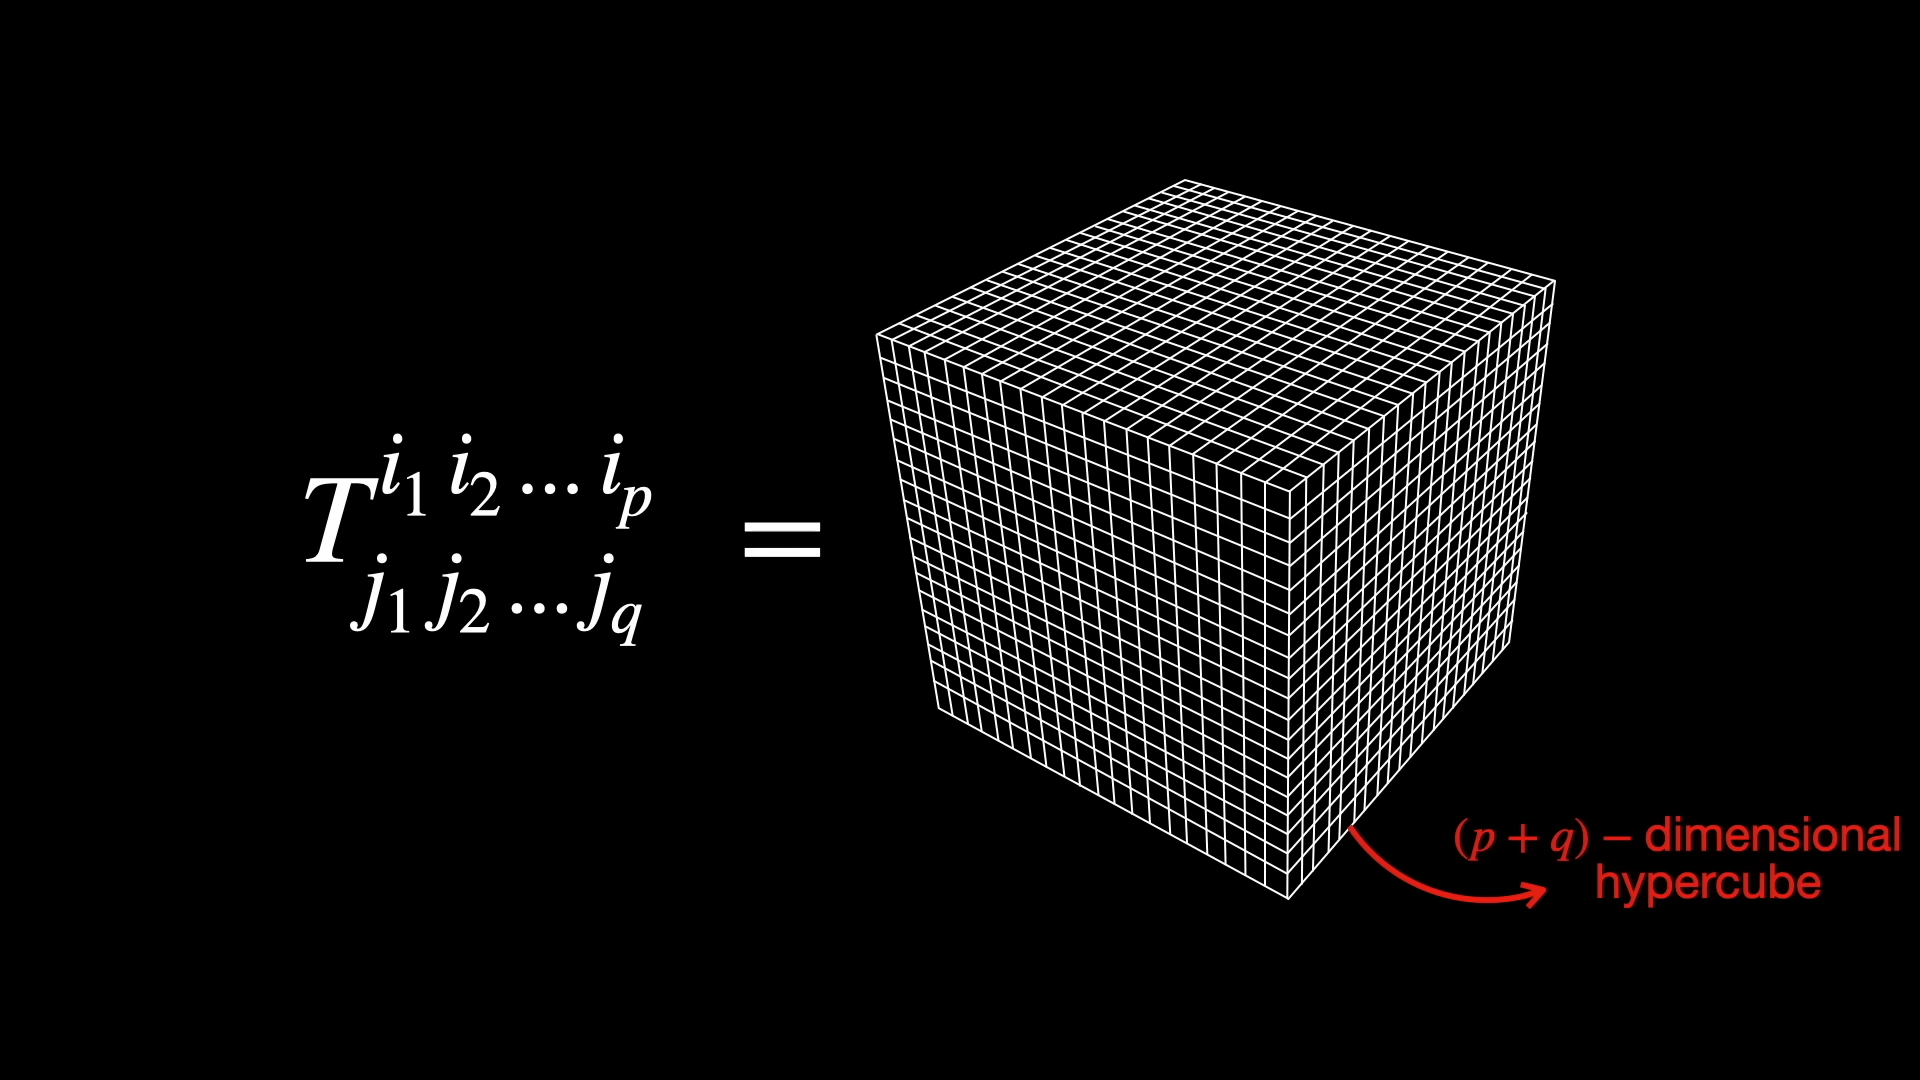 T^{i_1 i_2 … i_p}_{j_1 j_2 … j_q} =
(p + q) – dimensional
hypercube